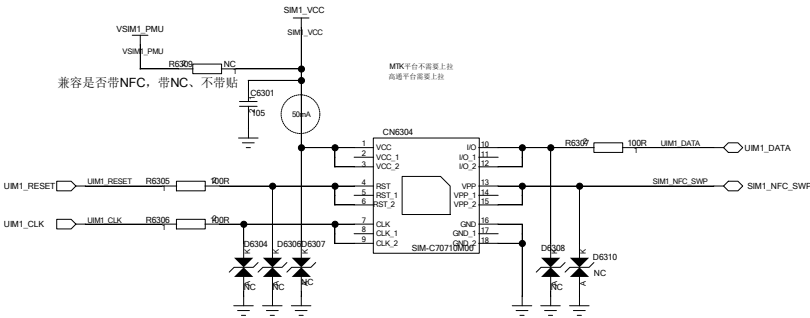 SIM1_VCC
SIM1_VCC
VSIM1_PMU
VSIM1_PMU
R6309
NC
1
兼容是否带NFC，带NC、不带贴
MTK平台不需要上拉
高通平台需要上拉
C6301
105
50mA
CN6304
1 VCC I/O 10
2 VCC_1 I/O_1 11
3 VCC_2 I/O_2 12
4 RST VPP 13
5 RST_1 VPP_1 14
6 RST_2 VPP_2 15
7 CLK GND 16
8 CLK_1 GND_1 17
9 CLK_2 GND_2 18
SIM-C70710M00
R6307 100R UIM1_DATA UIM1_DATA
1
SIM1_NFC_SWP SIM1_NFC_SWP
UIM1_RESET UIM1_RESET R6305 100R
1
UIM1_CLK UIM1_CLK R6306 100R
1
D6304 D6306 D6307
K K K
A A A
NC NC NC
D6308 D6310
K K
A A
NC NC